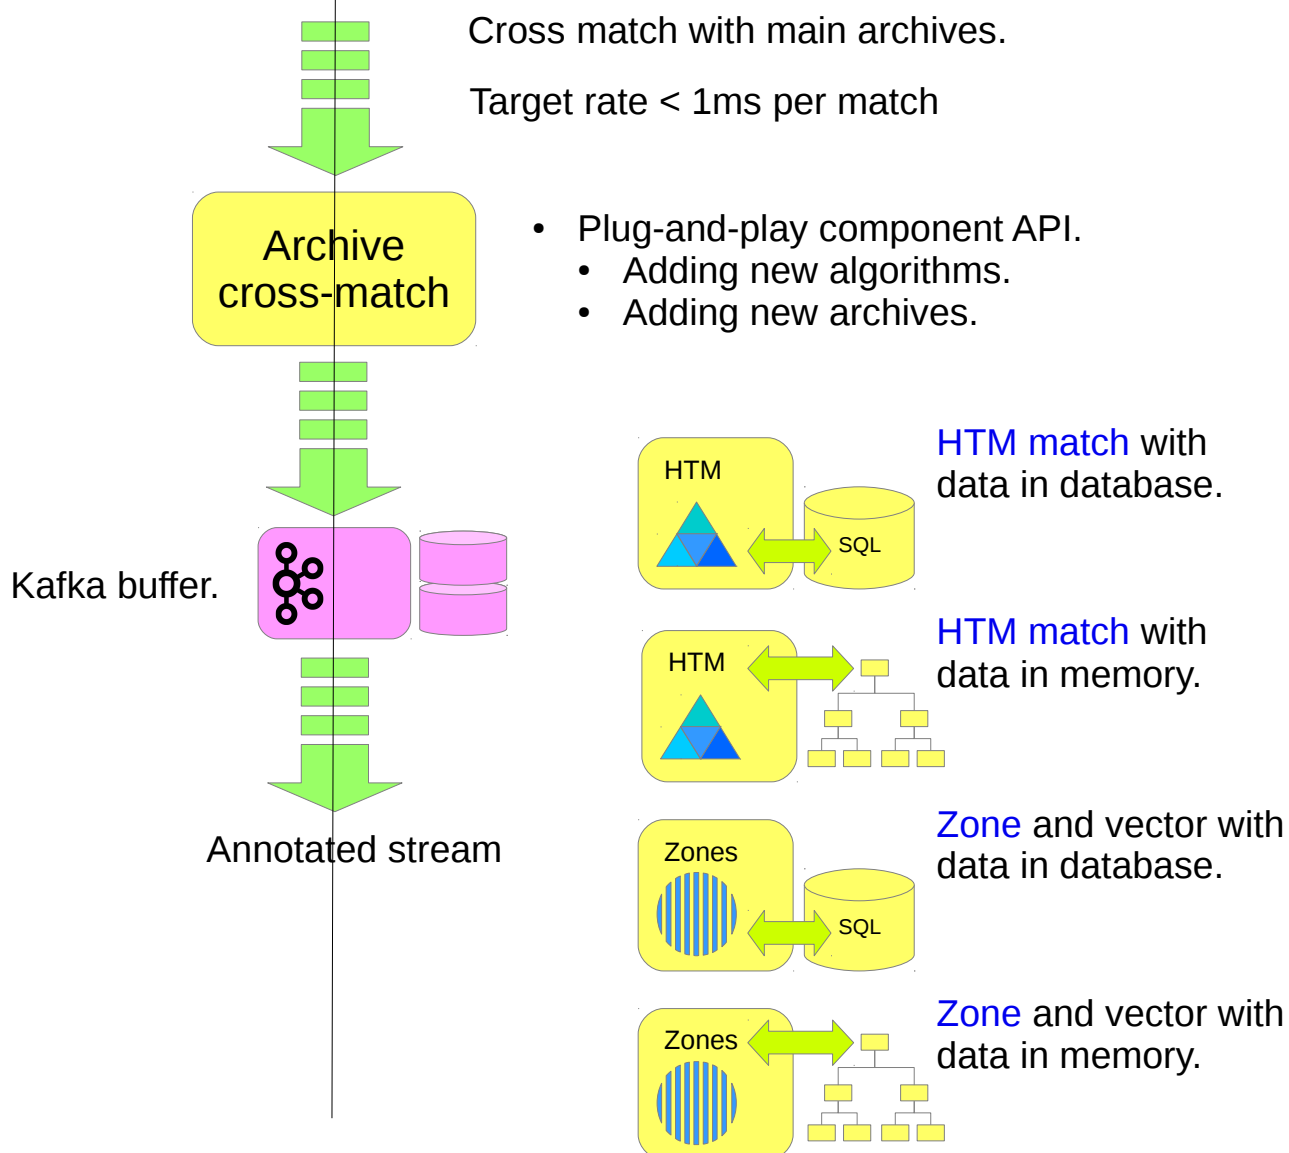 Cross match with main archives.
Target rate < 1ms per match
Archive
cross-match
• Plug-and-play component API.
• Adding new algorithms.
• Adding new archives.
HTM match with
data in database.
HTM
SQL
Kafka buffer.
HTM match with
data in memory.
HTM
Annotated stream
Zone and vector with
data in database.
Zones
SQL
Zone and vector with
data in memory.
Zones